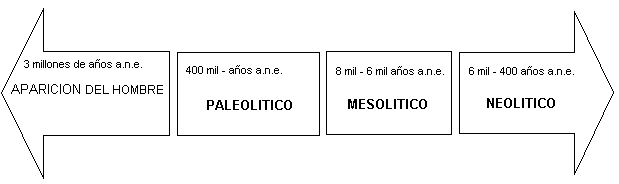 3 millones de años a.n.e.
APARICION DEL HOMBRE
400 mil - años a.n.e.
PALEOLITICO
8 mil - 6 mil años a.n.e.
MESOLITICO
6 mil - 400 años a.n.e.
NEOLITICO